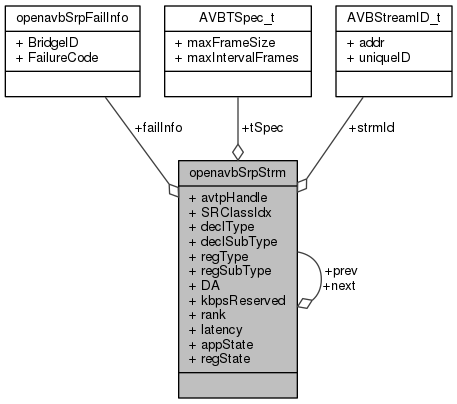 openavbSrpFailInfo
+ BridgeID
+ FailureCode
AVBTSpec_t
+ maxFrameSize
+ maxIntervalFrames
AVBStreamID_t
+ addr
+ uniqueID
+failInfo
+tSpec
+strmId
openavbSrpStrm
+ avtpHandle
+ SRClassIdx
+ declType
+ declSubType
+ regType
+ regSubType
+ DA
+ kbpsReserved
+ rank
+ latency
+ appState
+ regState
+prev
+next